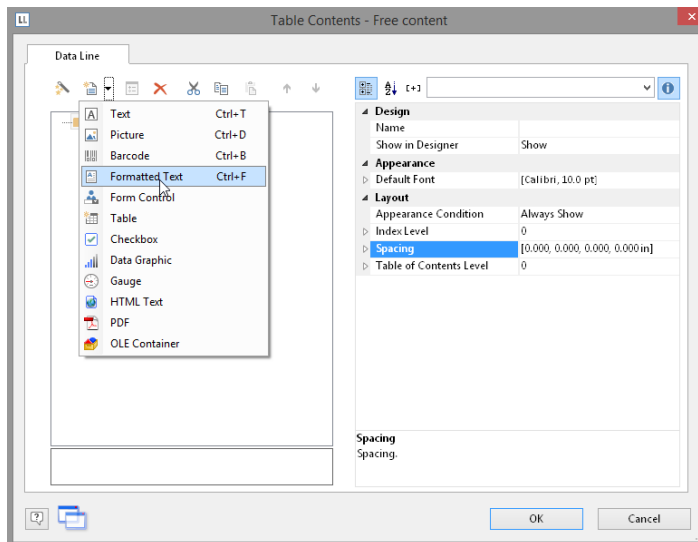 LL Table Contents - Free content
Data Line
[+]
Text Ctrl+T
Picture Ctrl+D
Barcode Ctrl+B
Formatted Text Ctrl+F
Form Control
Table
Checkbox
Data Graphic
Gauge
HTML Text
PDF
OLE Container
Design
Name
Show in Designer Show
Appearance
Default Font [Calibri, 10.0 pt]
Layout
Appearance Condition Always Show
Index Level 0
Spacing [0.000, 0.000, 0.000, 0.000 in]
Table of Contents Level 0
Spacing
Spacing.
OK Cancel